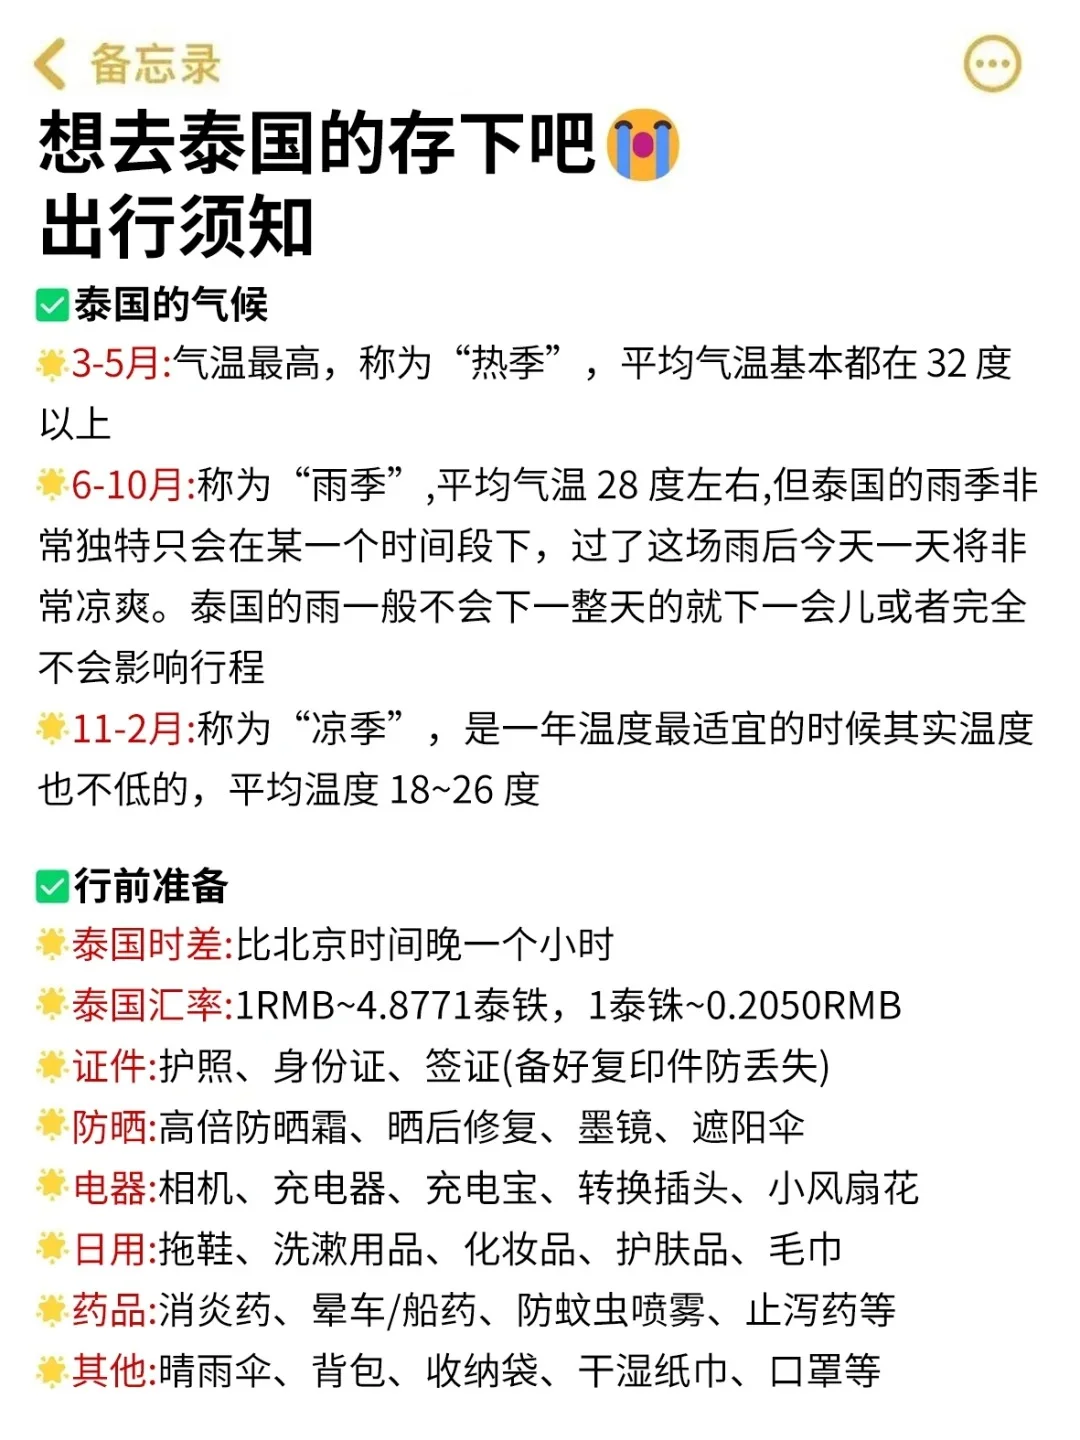 备忘录
想去泰国的存下吧😭
出行须知
✅泰国的气候
🌟3-5月:气温最高，称为“热季”，平均气温基本都在 32 度
以上
🌟6-10月:称为“雨季”,平均气温 28 度左右,但泰国的雨季非
常独特只会在某一个时间段下，过了这场雨后今天一天将非
常凉爽。泰国的雨一般不会下一整天的就下一会儿或者完全
不会影响行程
🌟11-2月:称为“凉季”，是一年温度最适宜的时候其实温度
也不低的，平均温度 18~26 度
✅行前准备
🌟泰国时差:比北京时间晚一个小时
🌟泰国汇率:1RMB~4.8771泰铁，1泰铢~0.2050RMB
🌟证件:护照、身份证、签证(备好复印件防丢失)
🌟防晒:高倍防晒霜、晒后修复、墨镜、遮阳伞
🌟电器:相机、充电器、充电宝、转换插头、小风扇花
🌟日用:拖鞋、洗漱用品、化妆品、护肤品、毛巾
🌟药品:消炎药、晕车/船药、防蚊虫喷雾、止泻药等
🌟其他:晴雨伞、背包、收纳袋、干湿纸巾、口罩等